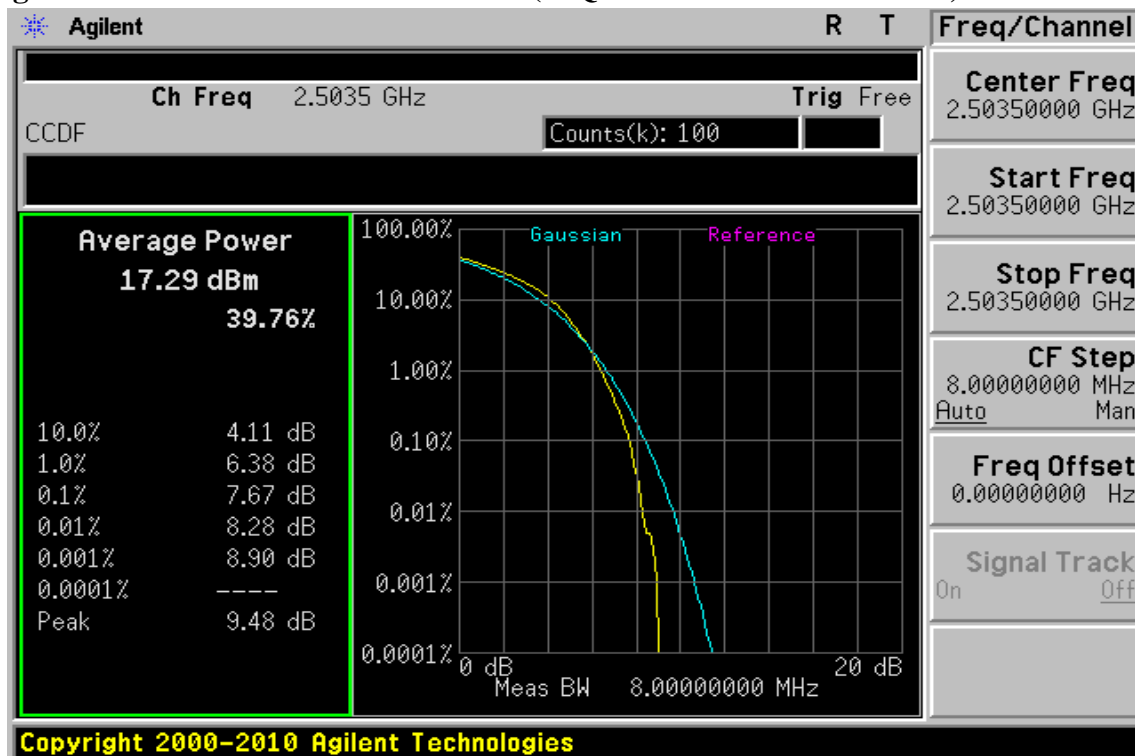 Agilent R T
Ch Freq 2.5035 GHz Trig Free
CCDF Counts(k): 100
Average Power
17.29 dBm
39.76%
10.0% 4.11 dB
1.0% 6.38 dB
0.1% 7.67 dB
0.01% 8.28 dB
0.001% 8.90 dB
0.0001% ----
Peak 9.48 dB
Gaussian Reference
100.00%
10.00%
1.00%
0.10%
0.01%
0.001%
0.0001%
0 dB 20 dB
Meas BW 8.00000000 MHz
Freq/Channel
Center Freq
2.50350000 GHz
Start Freq
2.50350000 GHz
Stop Freq
2.50350000 GHz
CF Step
8.00000000 MHz
Auto Man
Freq Offset
0.00000000 Hz
Signal Track
On Off
Copyright 2000-2010 Agilent Technologies